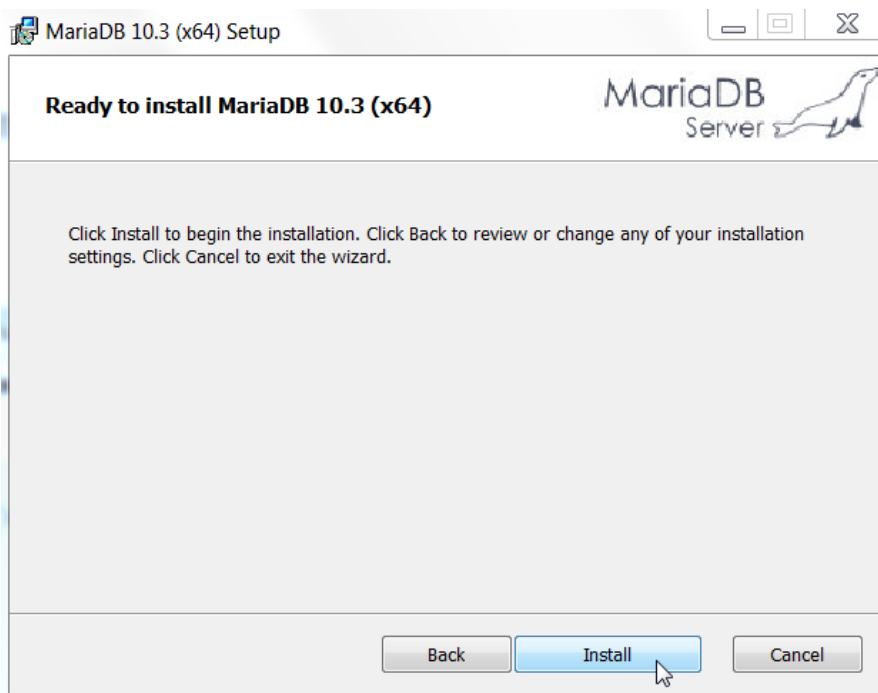 MariaDB 10.3 (x64) Setup
Ready to install MariaDB 10.3 (x64)
MariaDB
Server
Click Install to begin the installation. Click Back to review or change any of your installation
settings. Click Cancel to exit the wizard.
Back
Install
Cancel